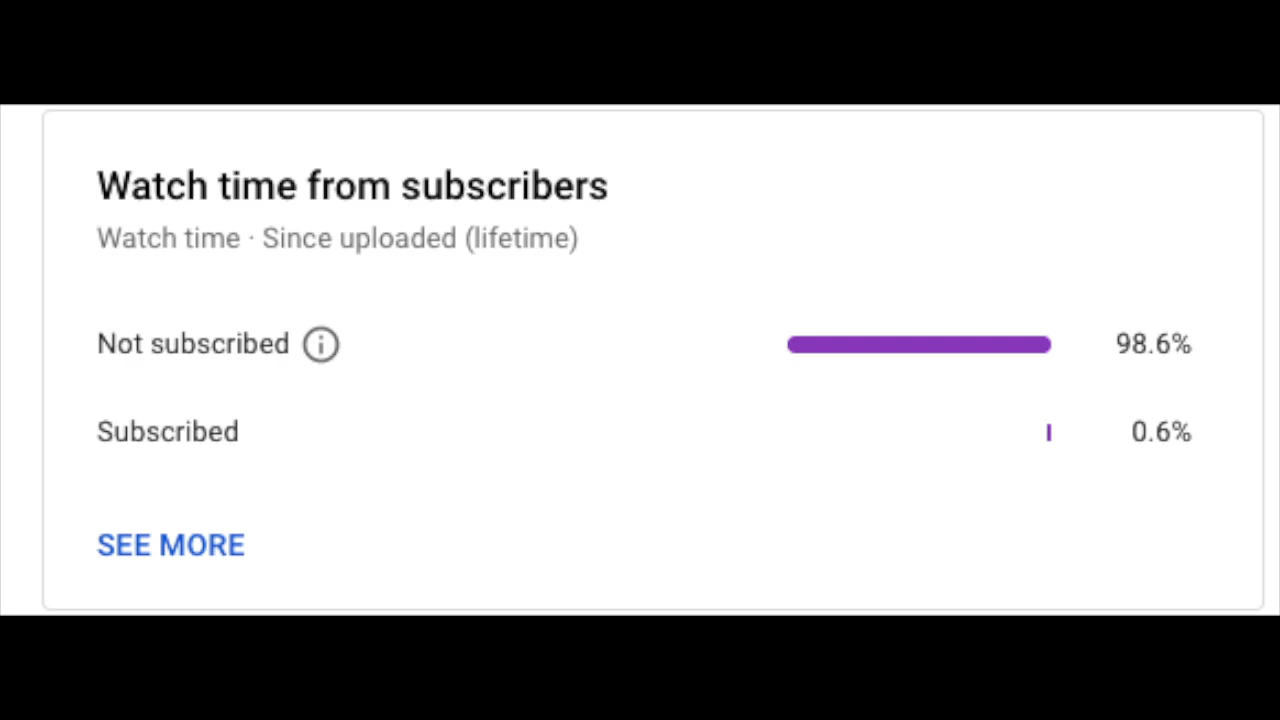 Watch time from subscribers
Watch time · Since uploaded (lifetime)
Not subscribed 98.6%
Subscribed 0.6%
SEE MORE